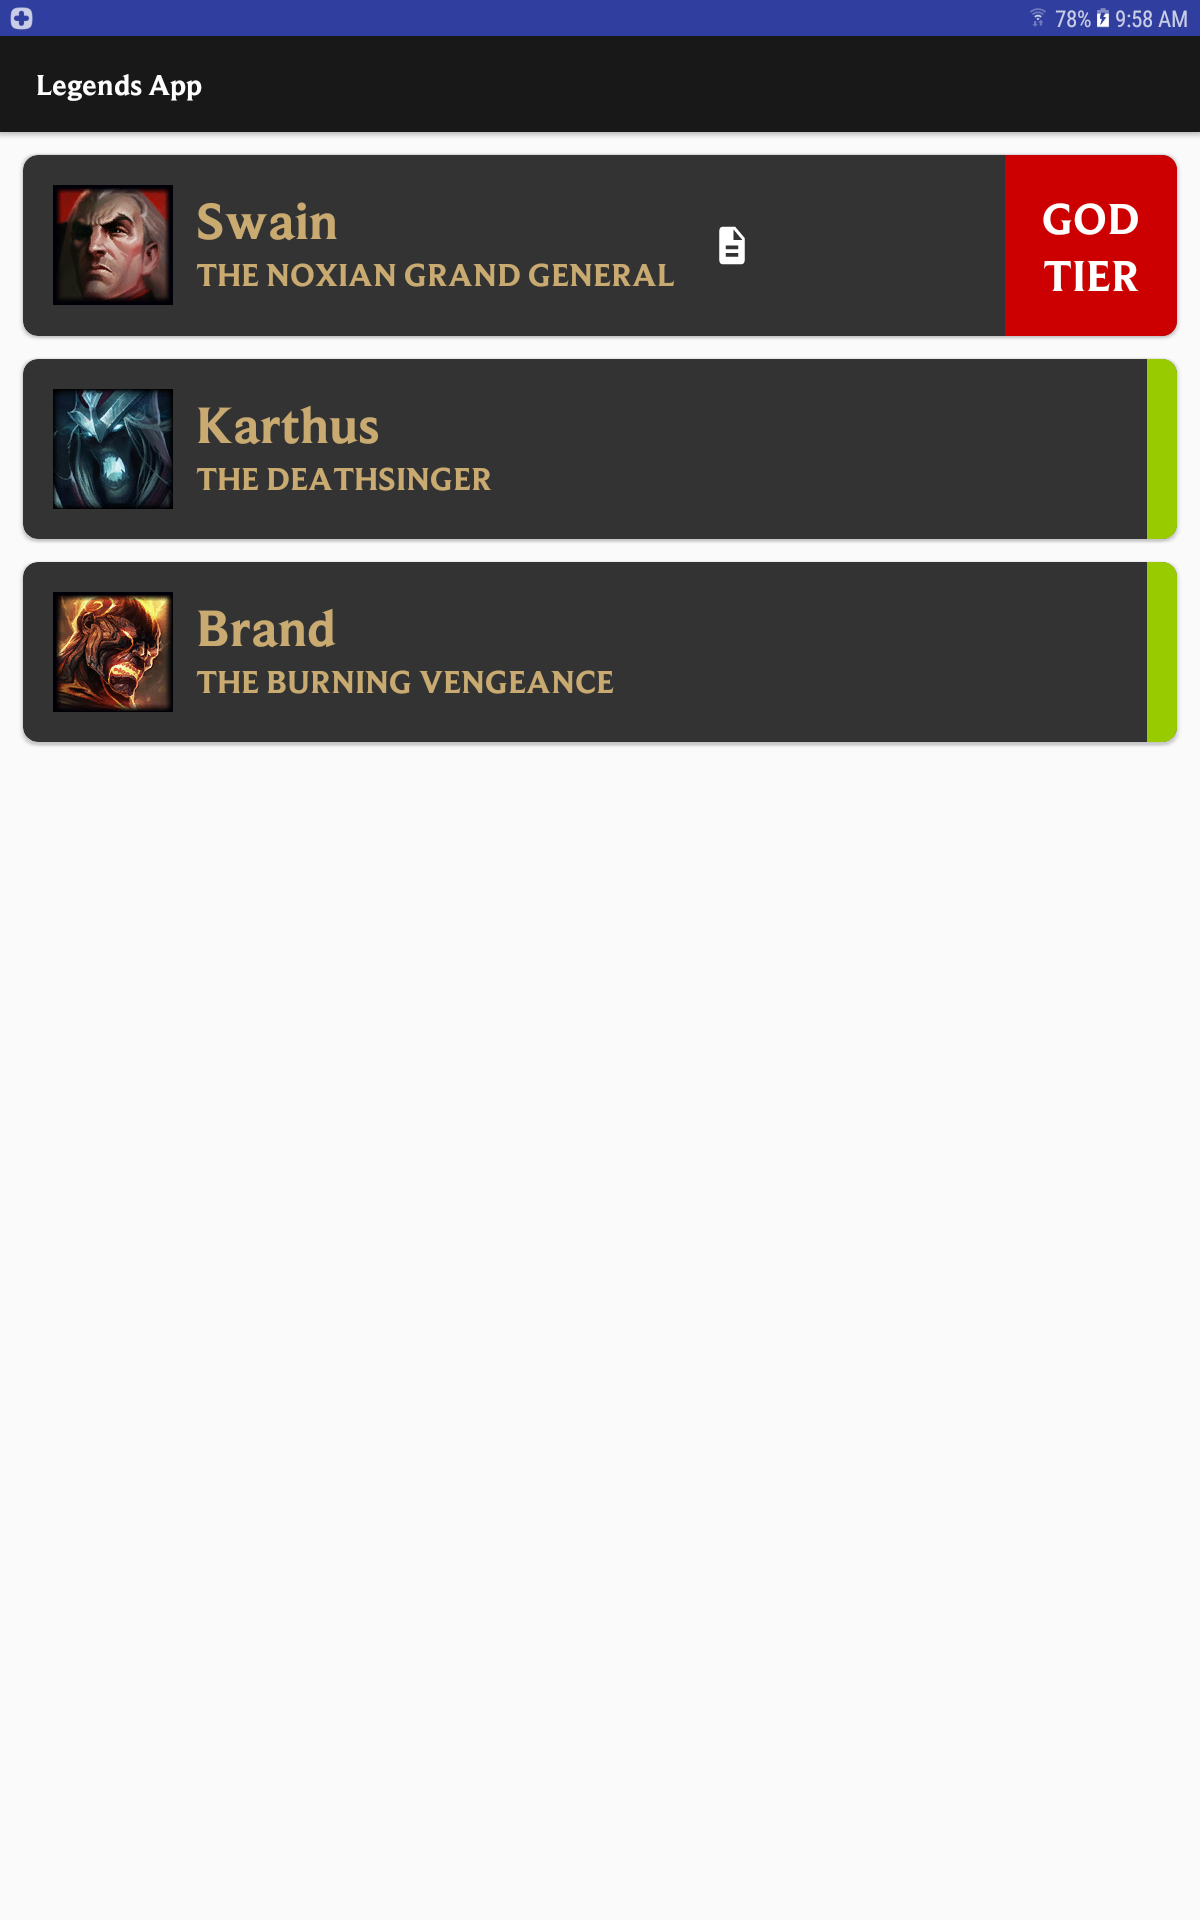 78% 9:58 AM
Legends App
Swain
THE NOXIAN GRAND GENERAL
GOD
TIER
Karthus
THE DEATHSINGER
Brand
THE BURNING VENGEANCE